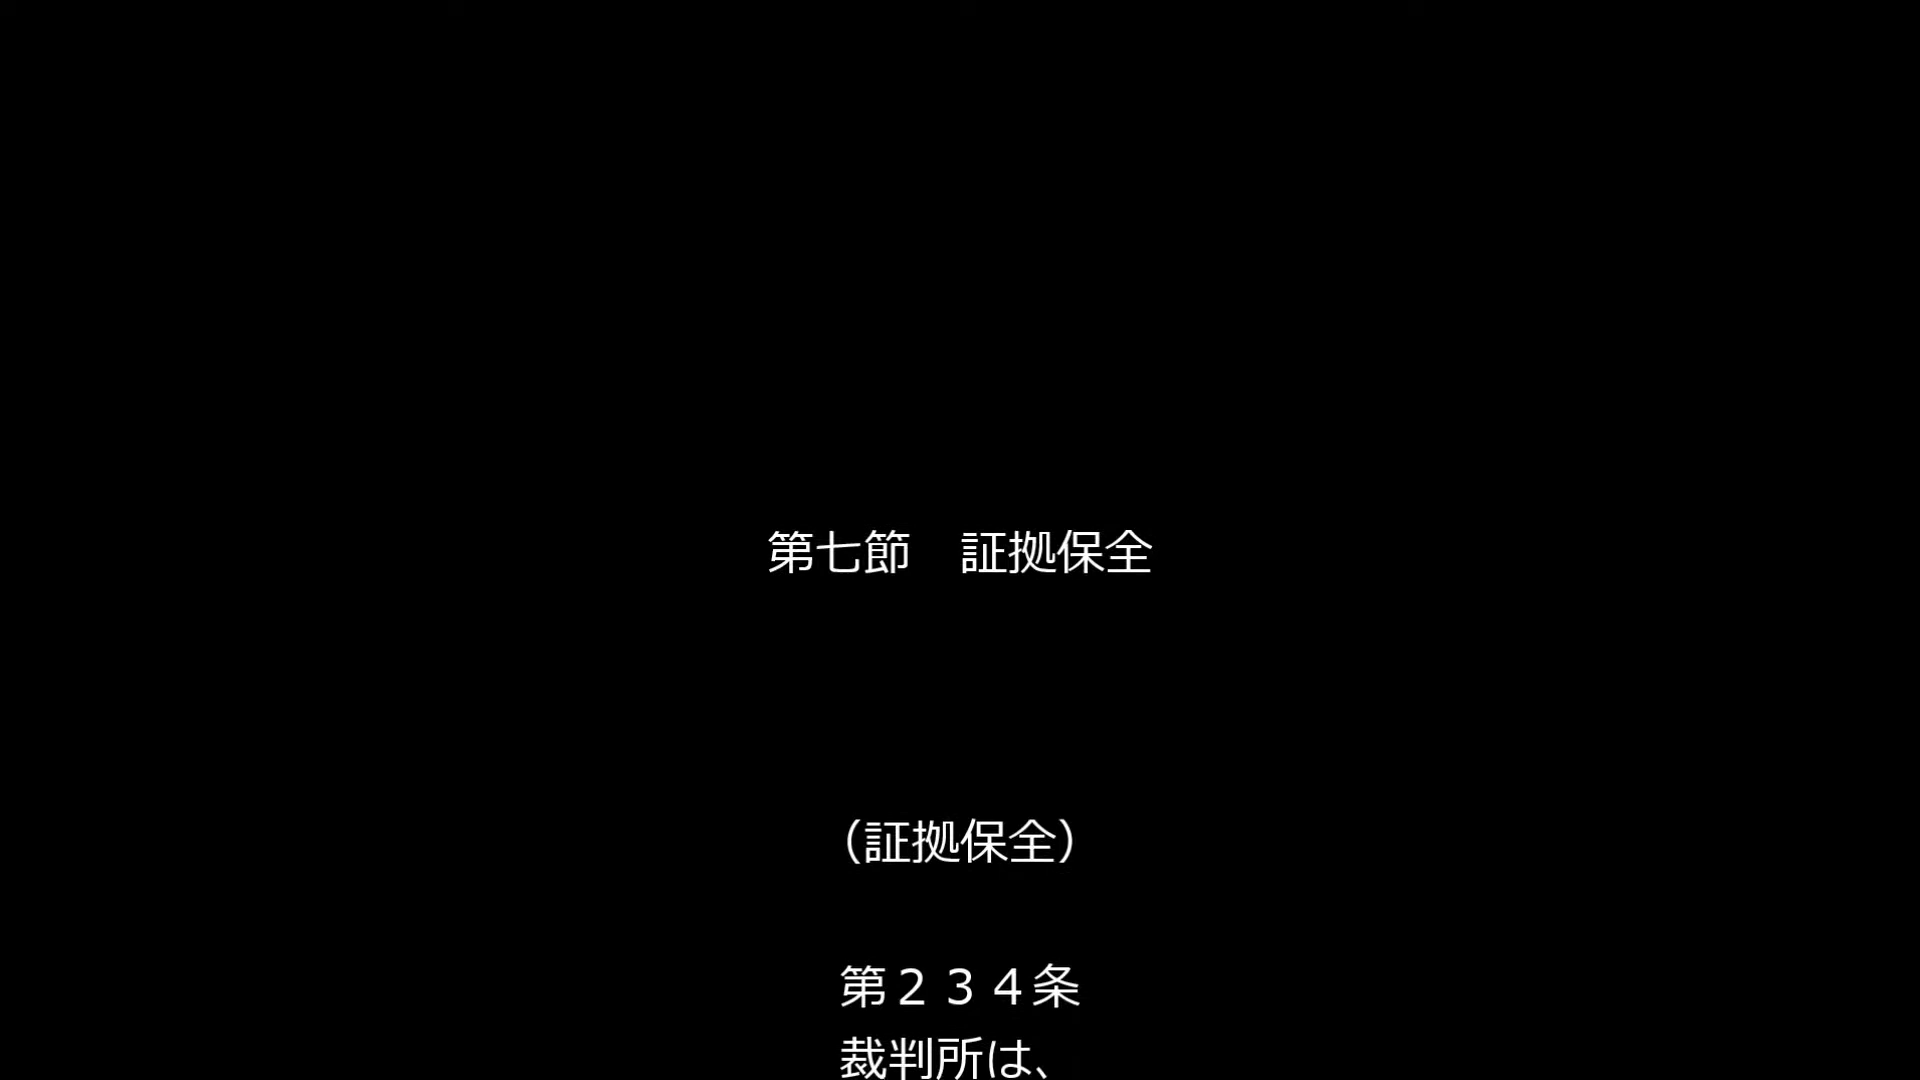 第七節　証拠保全
（証拠保全）
第２３４条
裁判所は、